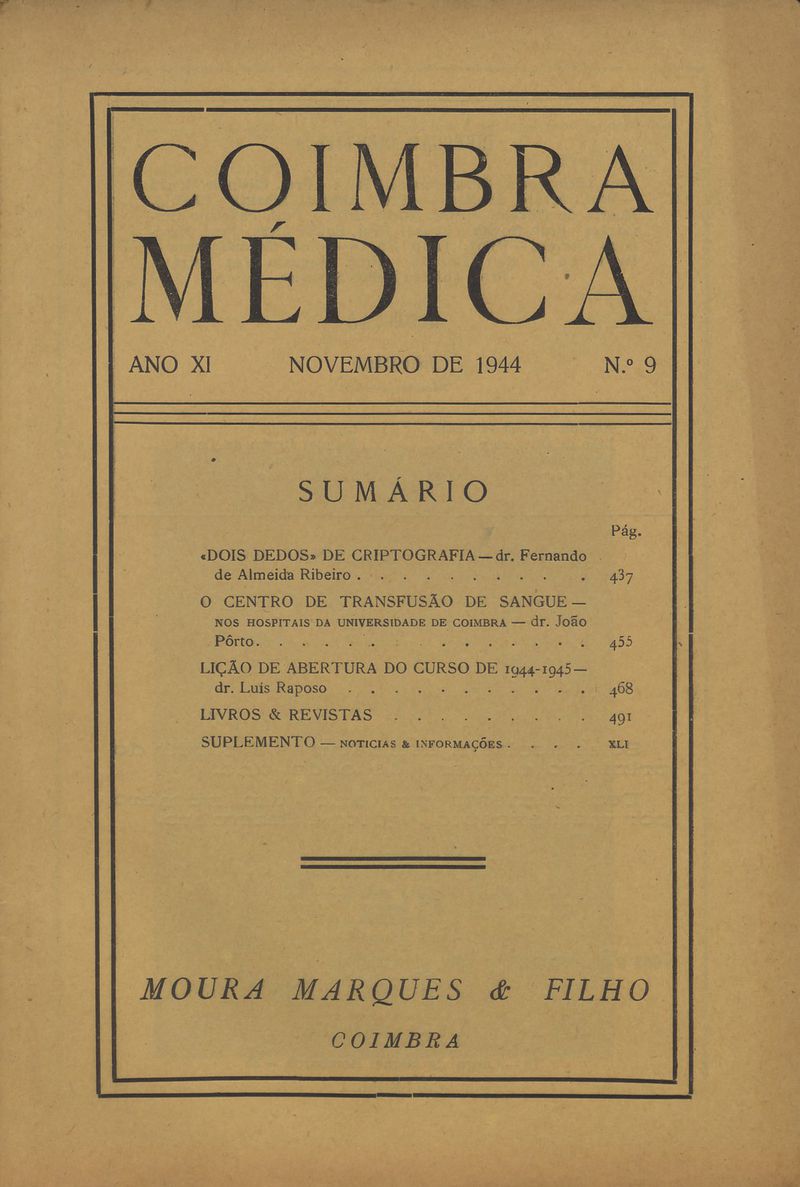 COIMBRA
MÉDICA
ANO XI NOVEMBRO DE 1944 N.º 9
SUMÁRIO
Pág.
«DOIS DEDOS» DE CRIPTOGRAFIA — dr. Fernando
de Almeida Ribeiro . . . . . . . . . . 437
O CENTRO DE TRANSFUSÃO DE SANGUE —
NOS HOSPITAIS DA UNIVERSIDADE DE COIMBRA — dr. João
Pôrto. . . . . . . . . . . . . 455
LIÇÃO DE ABERTURA DO CURSO DE 1944-1945 —
dr. Luís Raposo . . . . . . . . . . . 468
LIVROS & REVISTAS . . . . . . . . . 491
SUPLEMENTO — NOTICIAS & INFORMAÇÕES . . . . XLI
MOURA MARQUES & FILHO
COIMBRA